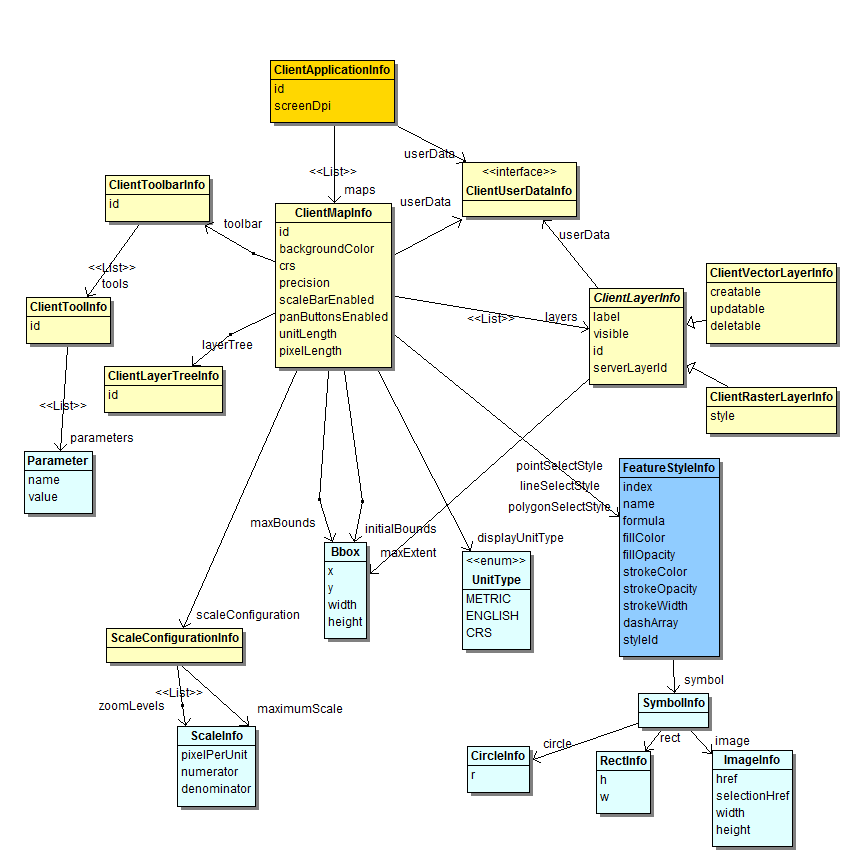 ClientApplicationInfo
id
screenDpi
userData
<<List>>
maps
<<interface>>
ClientUserDataInfo
ClientToolbarInfo
id
toolbar
userData
userData
ClientMapInfo
id
backgroundColor
crs
precision
scaleBarEnabled
panButtonsEnabled
unitLength
pixelLength
<<List>>
tools
ClientToolInfo
id
layerTree
ClientLayerTreeInfo
id
<<List>>
layers
ClientLayerInfo
label
visible
id
serverLayerId
ClientVectorLayerInfo
creatable
updatable
deletable
ClientRasterLayerInfo
style
<<List>>
parameters
Parameter
name
value
pointSelectStyle
lineSelectStyle
polygonSelectStyle
FeatureStyleInfo
index
name
formula
fillColor
fillOpacity
strokeColor
strokeOpacity
strokeWidth
dashArray
styleId
maxBounds
initialBounds
maxExtent
displayUnitType
Bbox
x
y
width
height
<<enum>>
UnitType
METRIC
ENGLISH
CRS
scaleConfiguration
ScaleConfigurationInfo
<<List>>
zoomLevels
maximumScale
ScaleInfo
pixelPerUnit
numerator
denominator
symbol
SymbolInfo
circle
rect
image
CircleInfo
r
RectInfo
h
w
ImageInfo
href
selectionHref
width
height